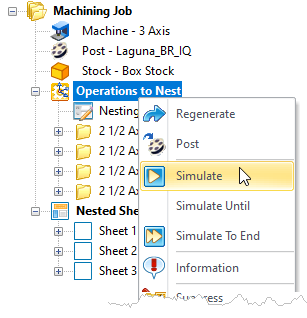 Machining Job
Machine - 3 Axis
Post - Laguna_BR_IQ
Stock - Box Stock
Operations to Nest
Nesting
2 1/2 Ax
2 1/2 Ax
2 1/2 Ax
2 1/2 Ax
Nested She
Sheet 1
Sheet 2
Sheet 3
Regenerate
Post
Simulate
Simulate Until
Simulate To End
Information